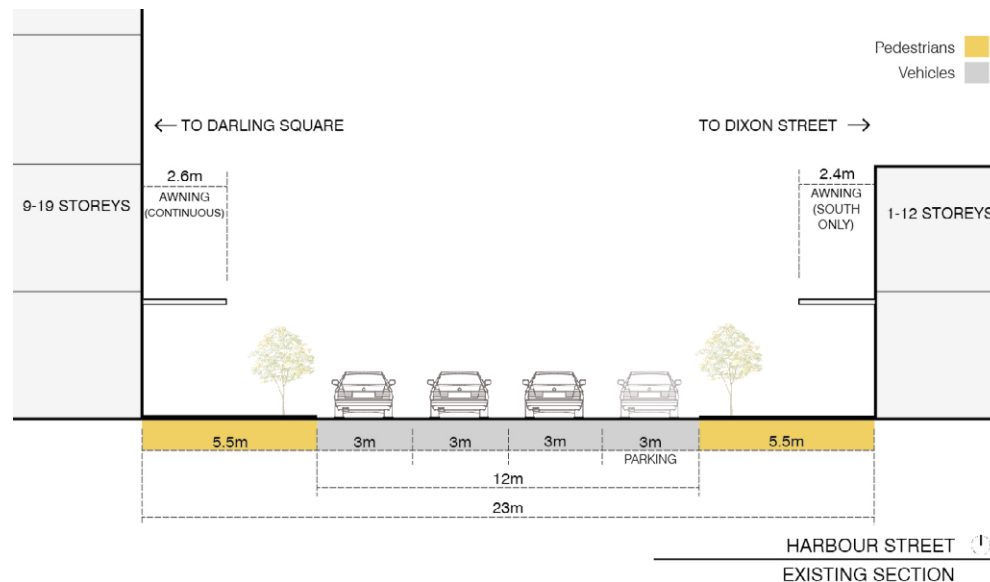 Pedestrians
Vehicles
← TO DARLING SQUARE
TO DIXON STREET →
2.6m
AWNING
(CONTINUOUS)
2.4m
AWNING
(SOUTH
ONLY)
9-19 STOREYS
1-12 STOREYS
5.5m
3m
3m
3m
3m
5.5m
PARKING
12m
23m
HARBOUR STREET
EXISTING SECTION